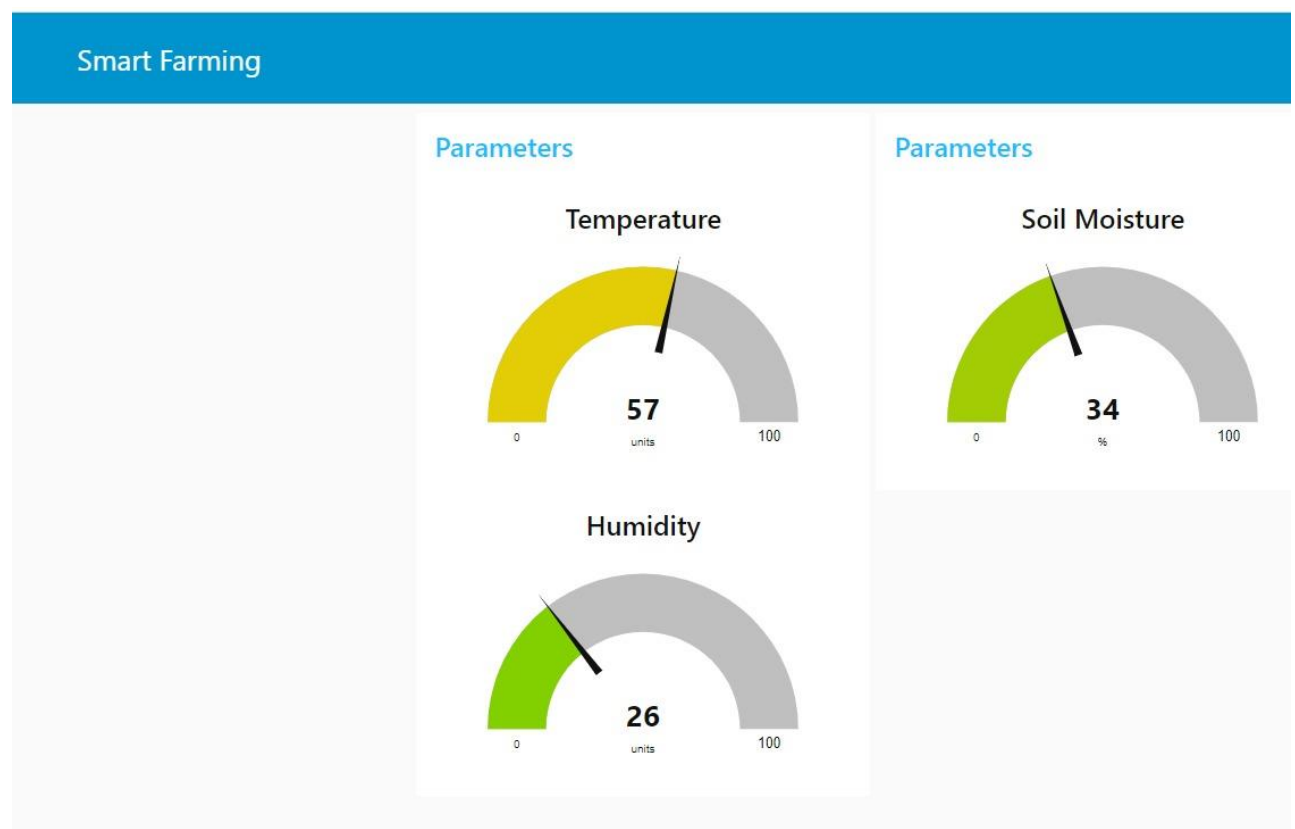 Smart Farming
Parameters
Temperature
57
0
units
100
Humidity
26
0
units
100
Parameters
Soil Moisture
34
0
%
100